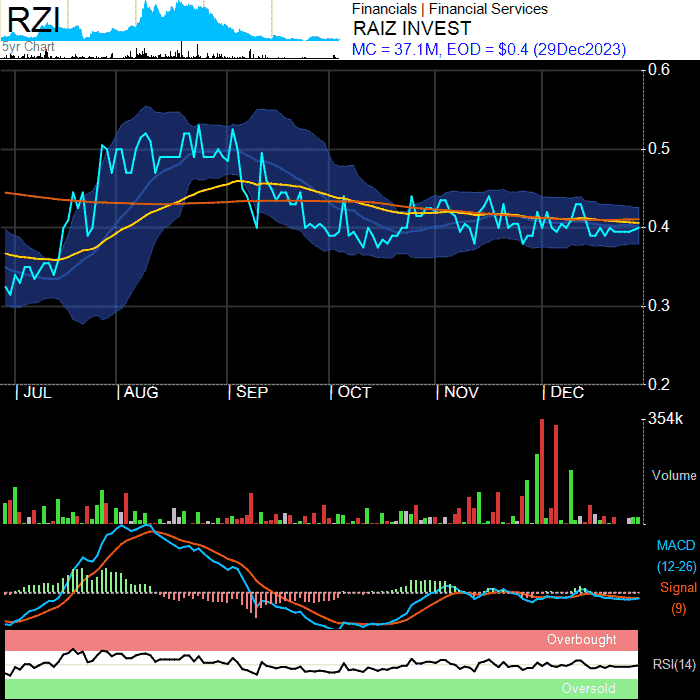 RZI
5yr Chart
Financials | Financial Services
RAIZ INVEST
MC = 37.1M, EOD = $0.4 (29Dec2023)
0.6
0.5
0.4
0.3
0.2
| JUL | AUG | SEP | OCT | NOV | DEC
354k
Volume
MACD
(12-26)
Signal
(9)
Overbought
RSI(14)
Oversold